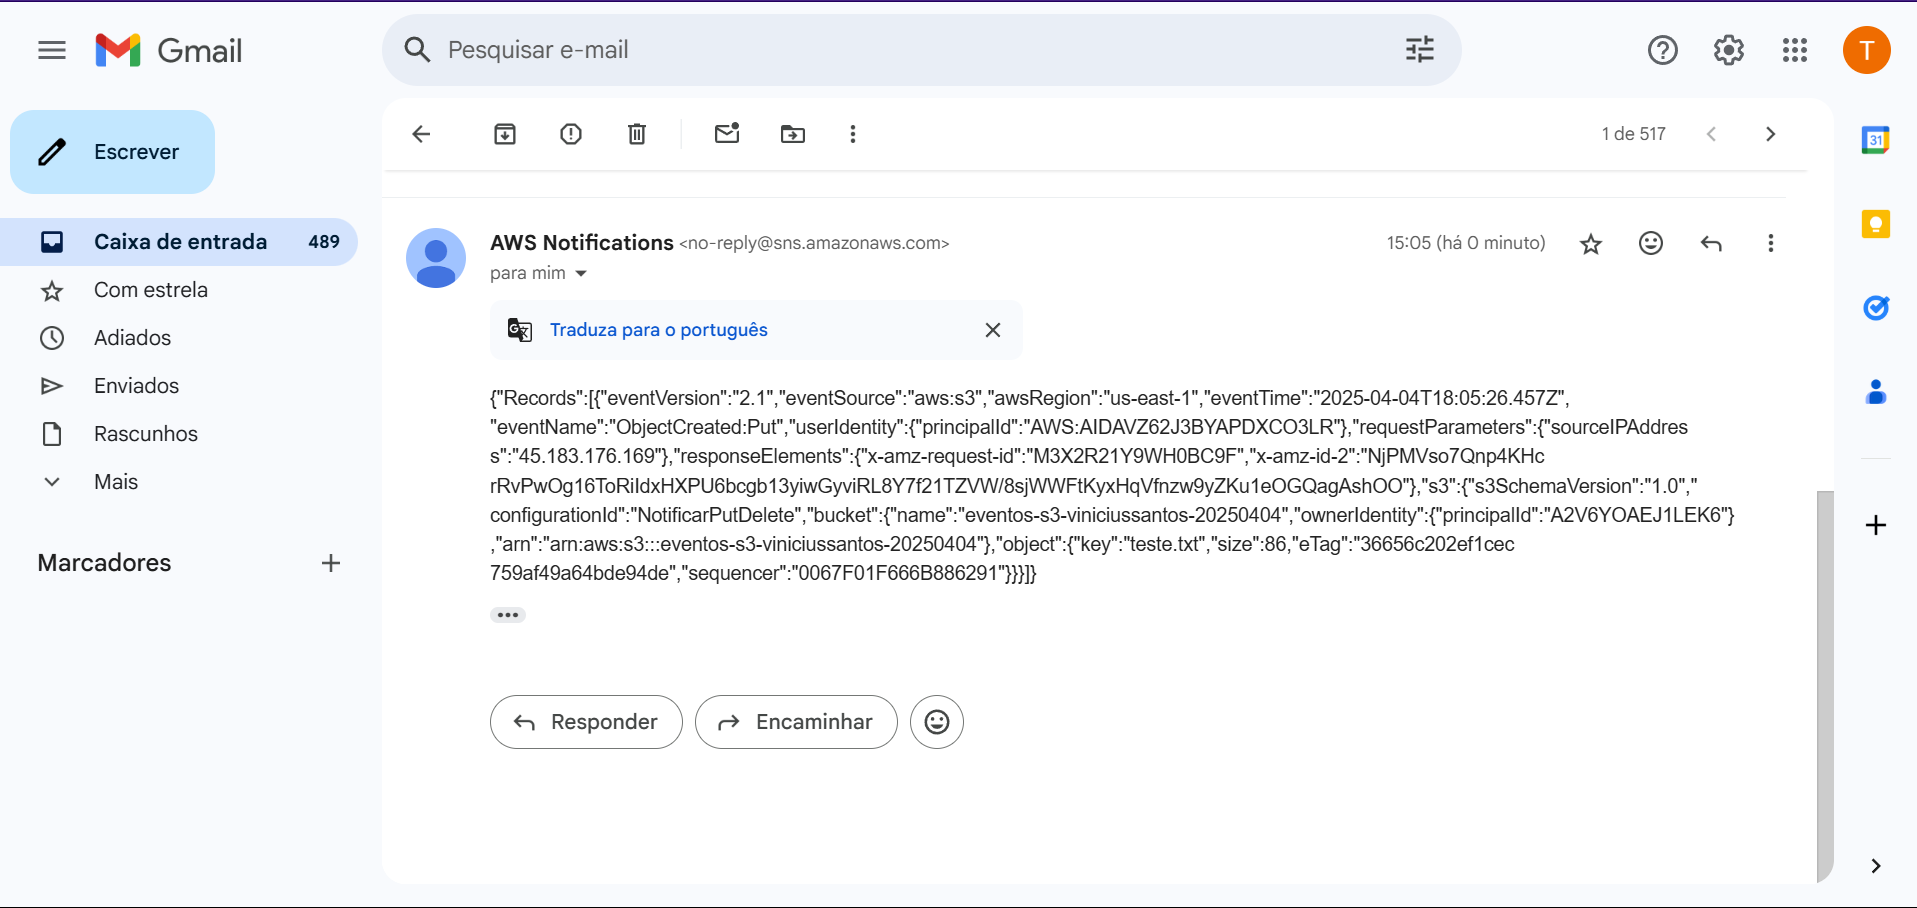 Gmail
Pesquisar e-mail
T
Escrever
1 de 517
31
Caixa de entrada 489
Com estrela
Adiados
Enviados
Rascunhos
Mais
Marcadores
AWS Notifications <no-reply@sns.amazonaws.com>
15:05 (há 0 minuto)
para mim
Traduza para o português
{"Records":[{"eventVersion":"2.1","eventSource":"aws:s3","awsRegion":"us-east-1","eventTime":"2025-04-04T18:05:26.457Z",
"eventName":"ObjectCreated:Put","userIdentity":{"principalId":"AWS:AIDAVZ62J3BYAPDXCO3LR"},"requestParameters":{"sourceIPAddres
s":"45.183.176.169"},"responseElements":{"x-amz-request-id":"M3X2R21Y9WH0BC9F","x-amz-id-2":"NjPMVso7Qnp4KHc
rRvPwOg16ToRiIdxHXPU6bcgb13yiwGyviRL8Y7f21TZVW/8sjWWFtKyxHqVfnzw9yZKu1eOGQagAshOO"},"s3":{"s3SchemaVersion":"1.0","
configurationId":"NotificarPutDelete","bucket":{"name":"eventos-s3-viniciussantos-20250404","ownerIdentity":{"principalId":"A2V6YOAEJ1LEK6"}
,"arn":"arn:aws:s3:::eventos-s3-viniciussantos-20250404"},"object":{"key":"teste.txt","size":86,"eTag":"36656c202ef1cec
759af49a64bde94de","sequencer":"0067F01F666B886291"}}}]}
Responder
Encaminhar